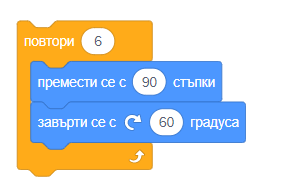 повтори 6
премести се с 90 стъпки
завърти се с 60 градуса